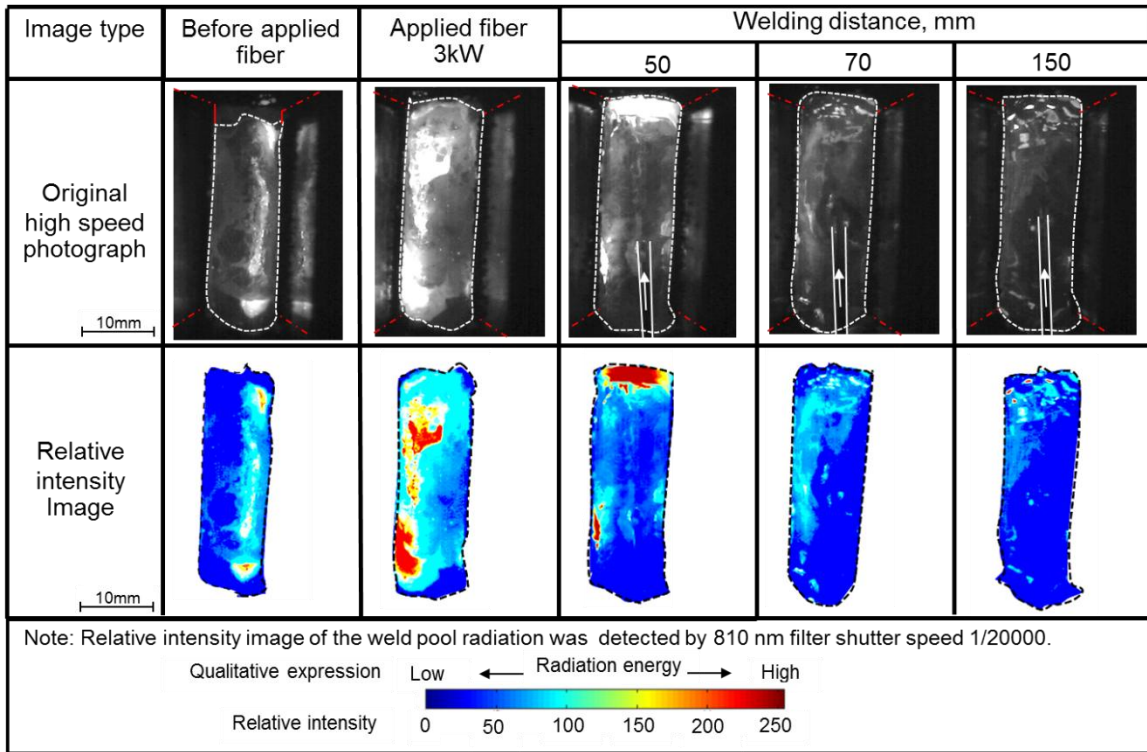 Image type
Before applied
fiber
Applied fiber
3kW
Welding distance, mm
50
70
150
Original
high speed
photograph
10mm
Relative
intensity
Image
10mm
Note: Relative intensity image of the weld pool radiation was detected by 810 nm filter shutter speed 1/20000.
Qualitative expression Low Radiation energy High
Relative intensity 0 50 100 150 200 250